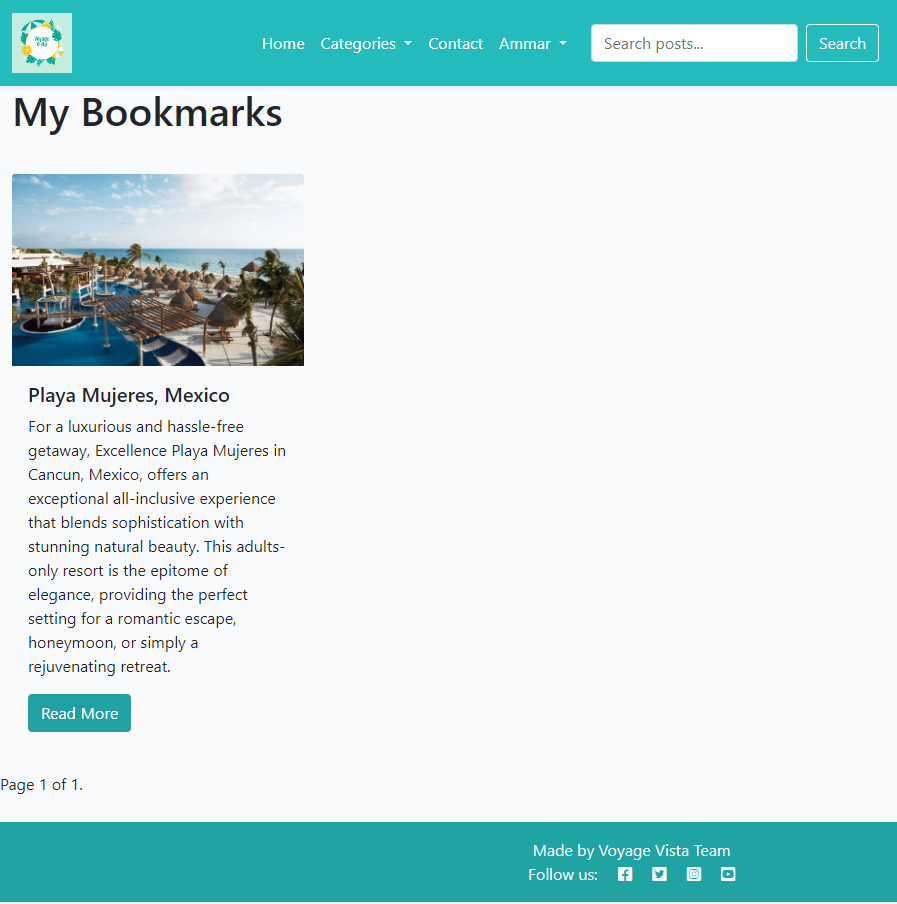 Voyage
Vista
Home Categories Contact Ammar Search posts... Search
My Bookmarks
Playa Mujeres, Mexico
For a luxurious and hassle-free
getaway, Excellence Playa Mujeres in
Cancun, Mexico, offers an
exceptional all-inclusive experience
that blends sophistication with
stunning natural beauty. This adults-
only resort is the epitome of
elegance, providing the perfect
setting for a romantic escape,
honeymoon, or simply a
rejuvenating retreat.
Read More
Page 1 of 1.
Made by Voyage Vista Team
Follow us: